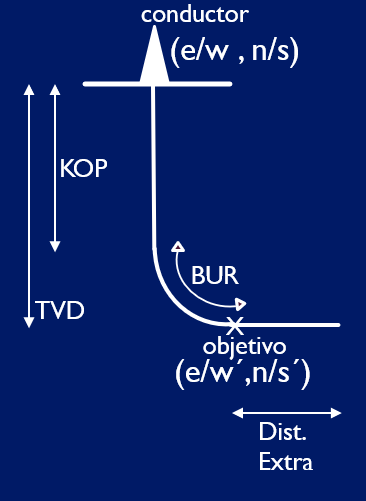 conductor
(e/w , n/s)
KOP
BUR
TVD
X
objetivo
(e/w´,n/s´)
Dist.
Extra